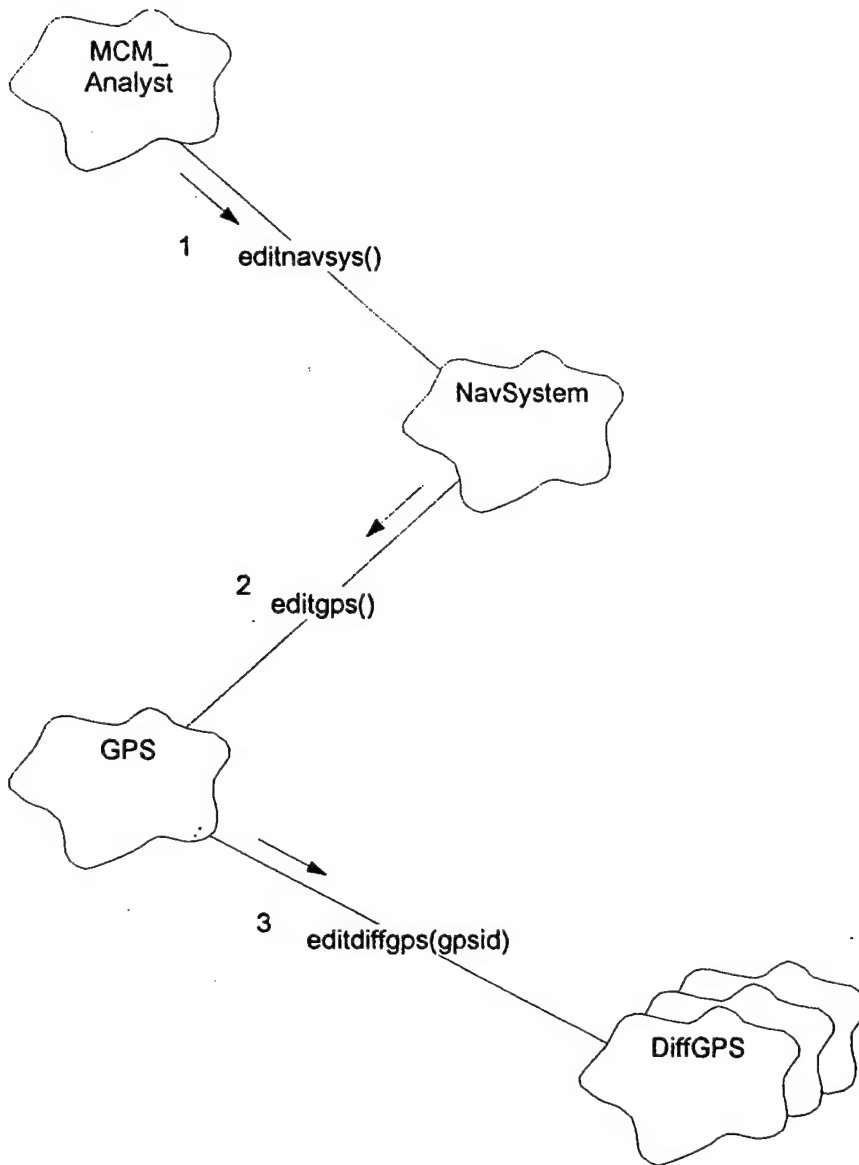 MCM_
Analyst
1
editnavsys()
NavSystem
2
editgps()
GPS
3
editdiffgps(gpsid)
DiffGPS